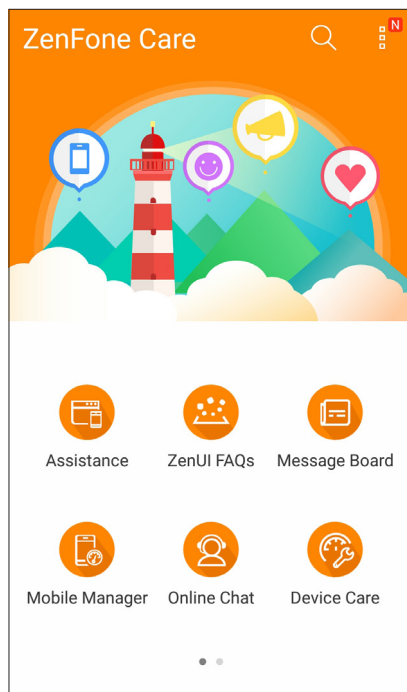 ZenFone Care
N
Assistance
ZenUI FAQs
Message Board
Mobile Manager
Online Chat
Device Care